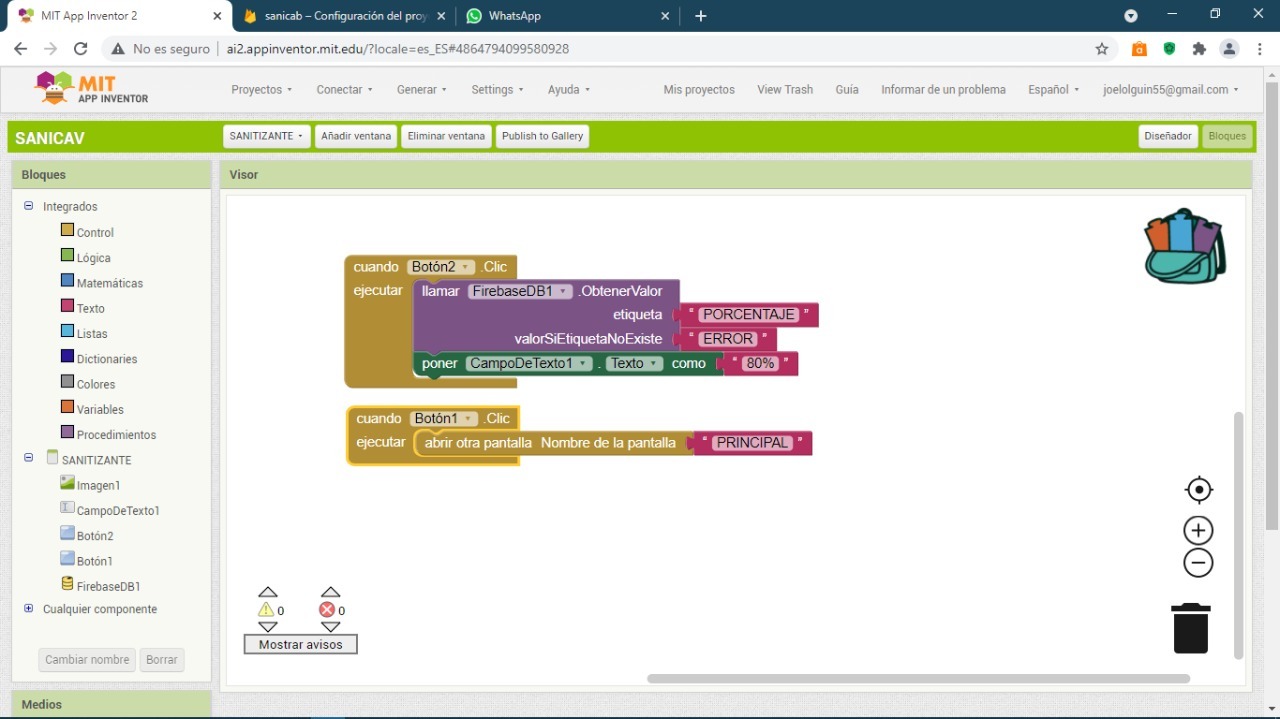 MIT App Inventor 2
sanicab – Configuración del proy
WhatsApp
No es seguro
ai2.appinventor.mit.edu/?locale=es_ES#4864794099580928
MIT
APP INVENTOR
Proyectos
Conectar
Generar
Settings
Ayuda
Mis proyectos
View Trash
Guía
Informar de un problema
Español
joelolguin55@gmail.com
SANICAV
SANITIZANTE
Añadir ventana
Eliminar ventana
Publish to Gallery
Diseñador
Bloques
Bloques
Integrados
Control
Lógica
Matemáticas
Texto
Listas
Dictionaries
Colores
Variables
Procedimientos
SANITIZANTE
Imagen1
CampoDeTexto1
Botón2
Botón1
FirebaseDB1
Cualquier componente
Cambiar nombre
Borrar
Medios
Visor
cuando Botón2 .Clic
ejecutar llamar FirebaseDB1 .ObtenerValor
etiqueta “ PORCENTAJE ”
valorSiEtiquetaNoExiste “ ERROR ”
poner CampoDeTexto1 . Texto como “ 80% ”
cuando Botón1 .Clic
ejecutar abrir otra pantalla Nombre de la pantalla “ PRINCIPAL ”
0
0
Mostrar avisos